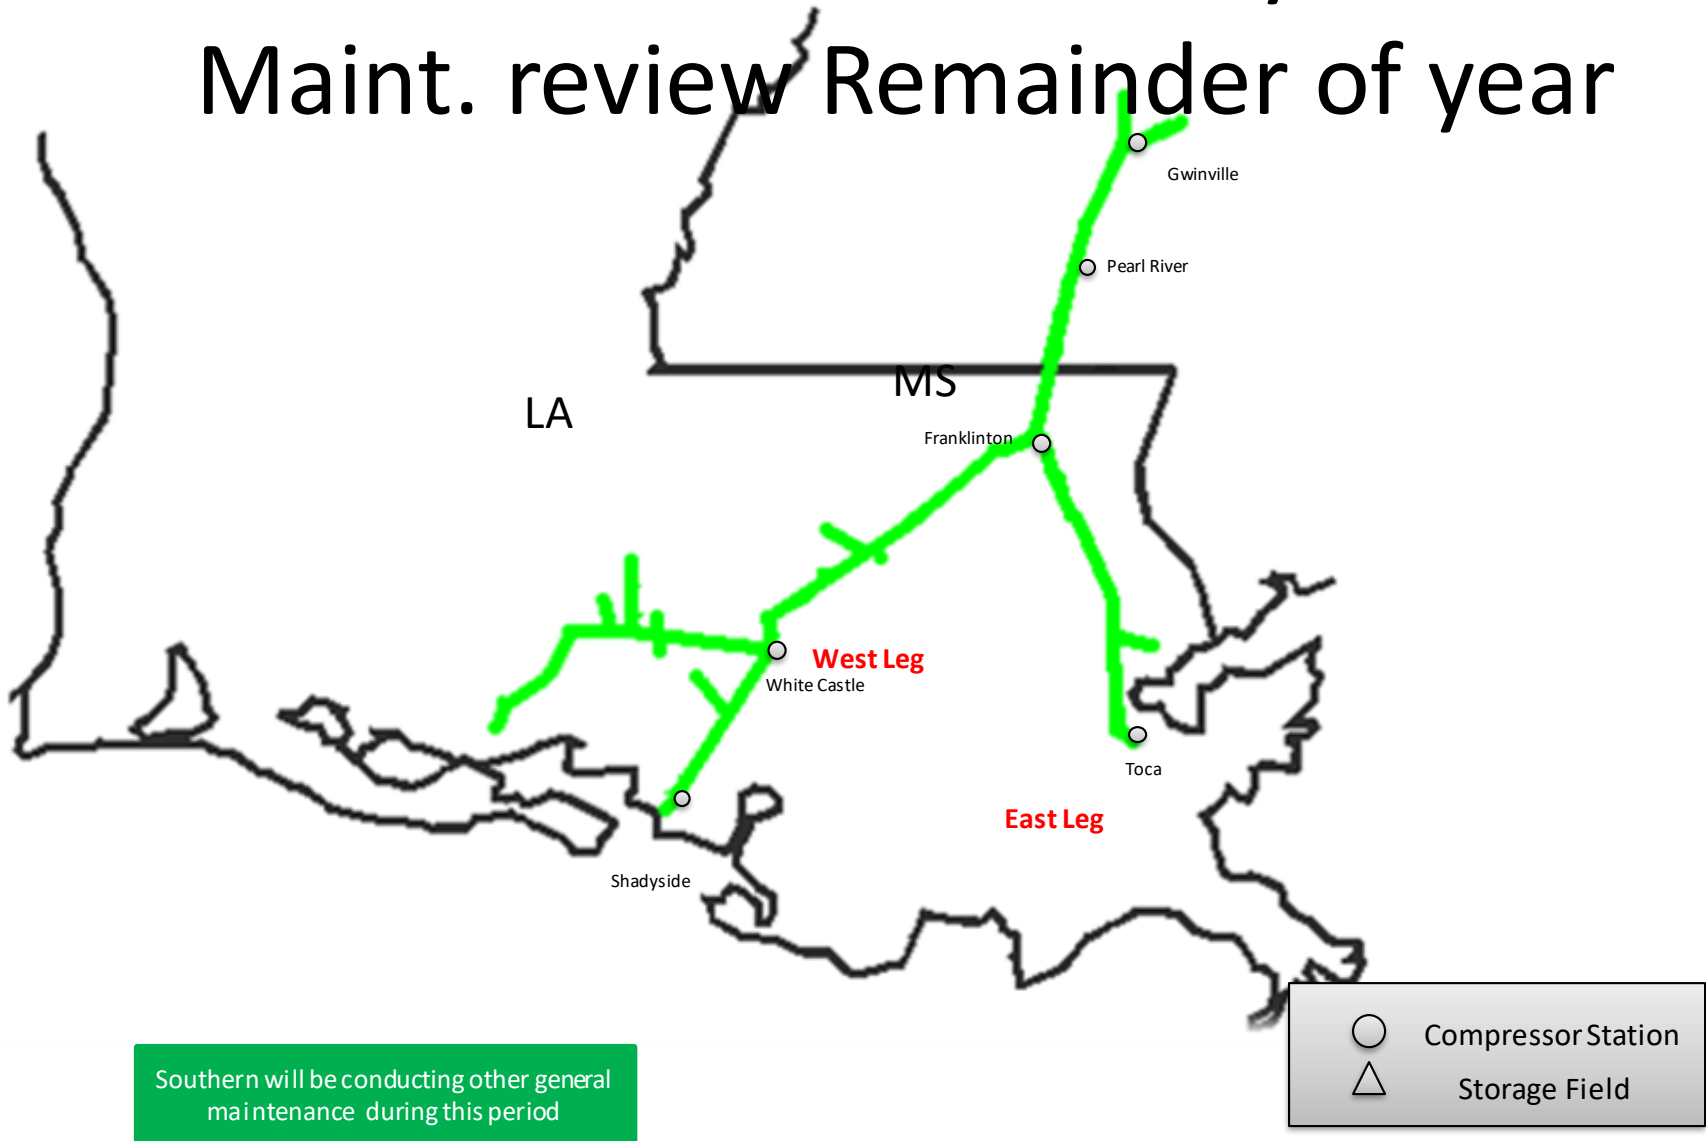 Maint. review Remainder of year
Gwinville
Pearl River
MS
LA
Franklinton
West Leg
White Castle
Toca
East Leg
Shadyside
Compressor Station
Storage Field
Southern will be conducting other general
maintenance during this period